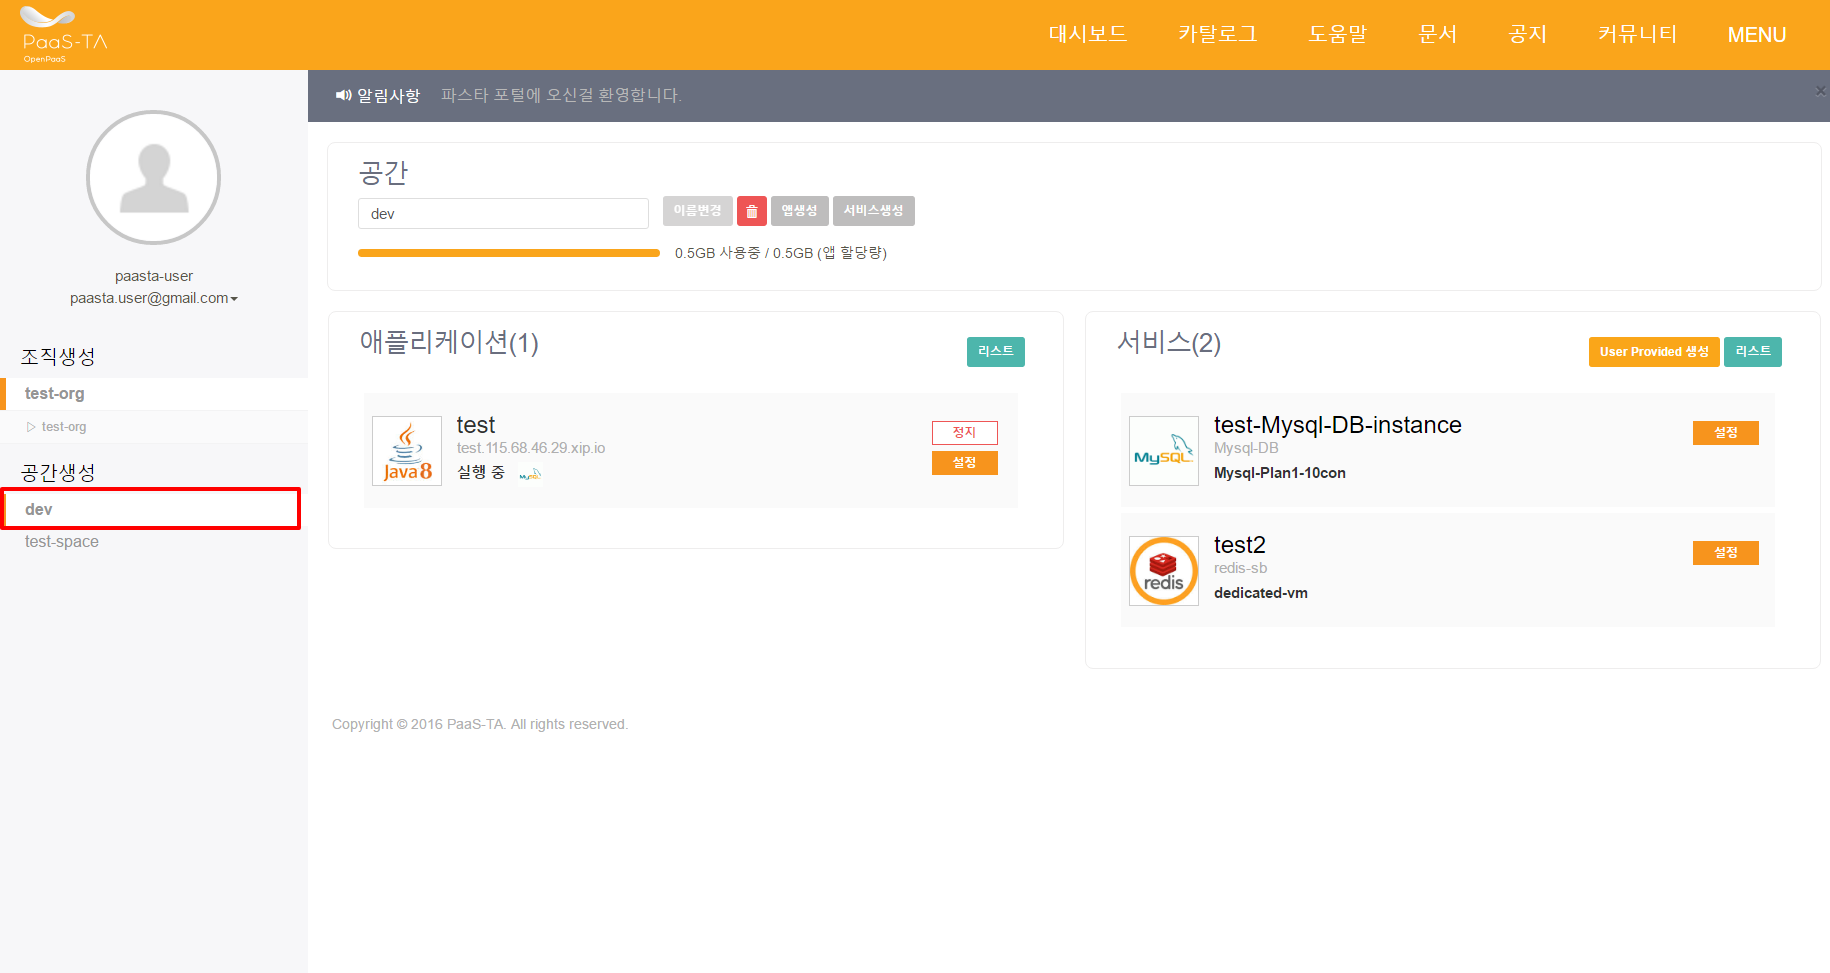 PaaS-TA
OpenPaaS
대시보드 카탈로그 도움말 문서 공지 커뮤니티 MENU
알림사항 파스타 포털에 오신걸 환영합니다. ×
paasta-user
paasta.user@gmail.com
조직생성
test-org
test-org
공간생성
dev
test-space
공간
dev 이름변경 앱생성 서비스생성
0.5GB 사용중 / 0.5GB (앱 할당량)
애플리케이션(1)
리스트
Java8
test
test.115.68.46.29.xip.io
실행 중 MySQL
정지
설정
서비스(2)
User Provided 생성 리스트
MySQL
test-Mysql-DB-instance
Mysql-DB
Mysql-Plan1-10con
설정
redis
test2
redis-sb
dedicated-vm
설정
Copyright © 2016 PaaS-TA. All rights reserved.